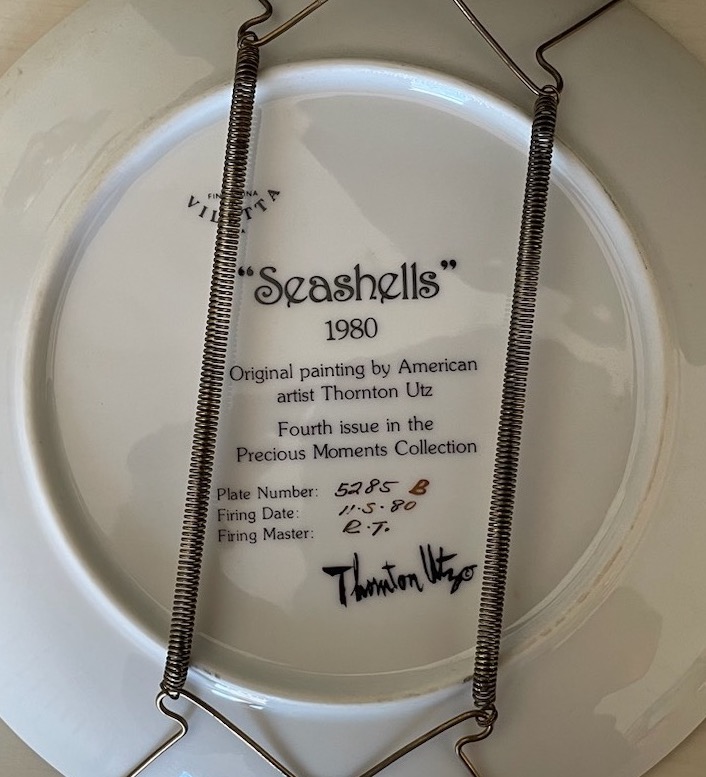 "Seashells"
1980
Original painting by American
artist Thornton Utz
Fourth issue in the
Precious Moments Collection
Plate Number: 5285 B
Firing Date: 11·5·80
Firing Master: R.T.
Thornton Utz ©